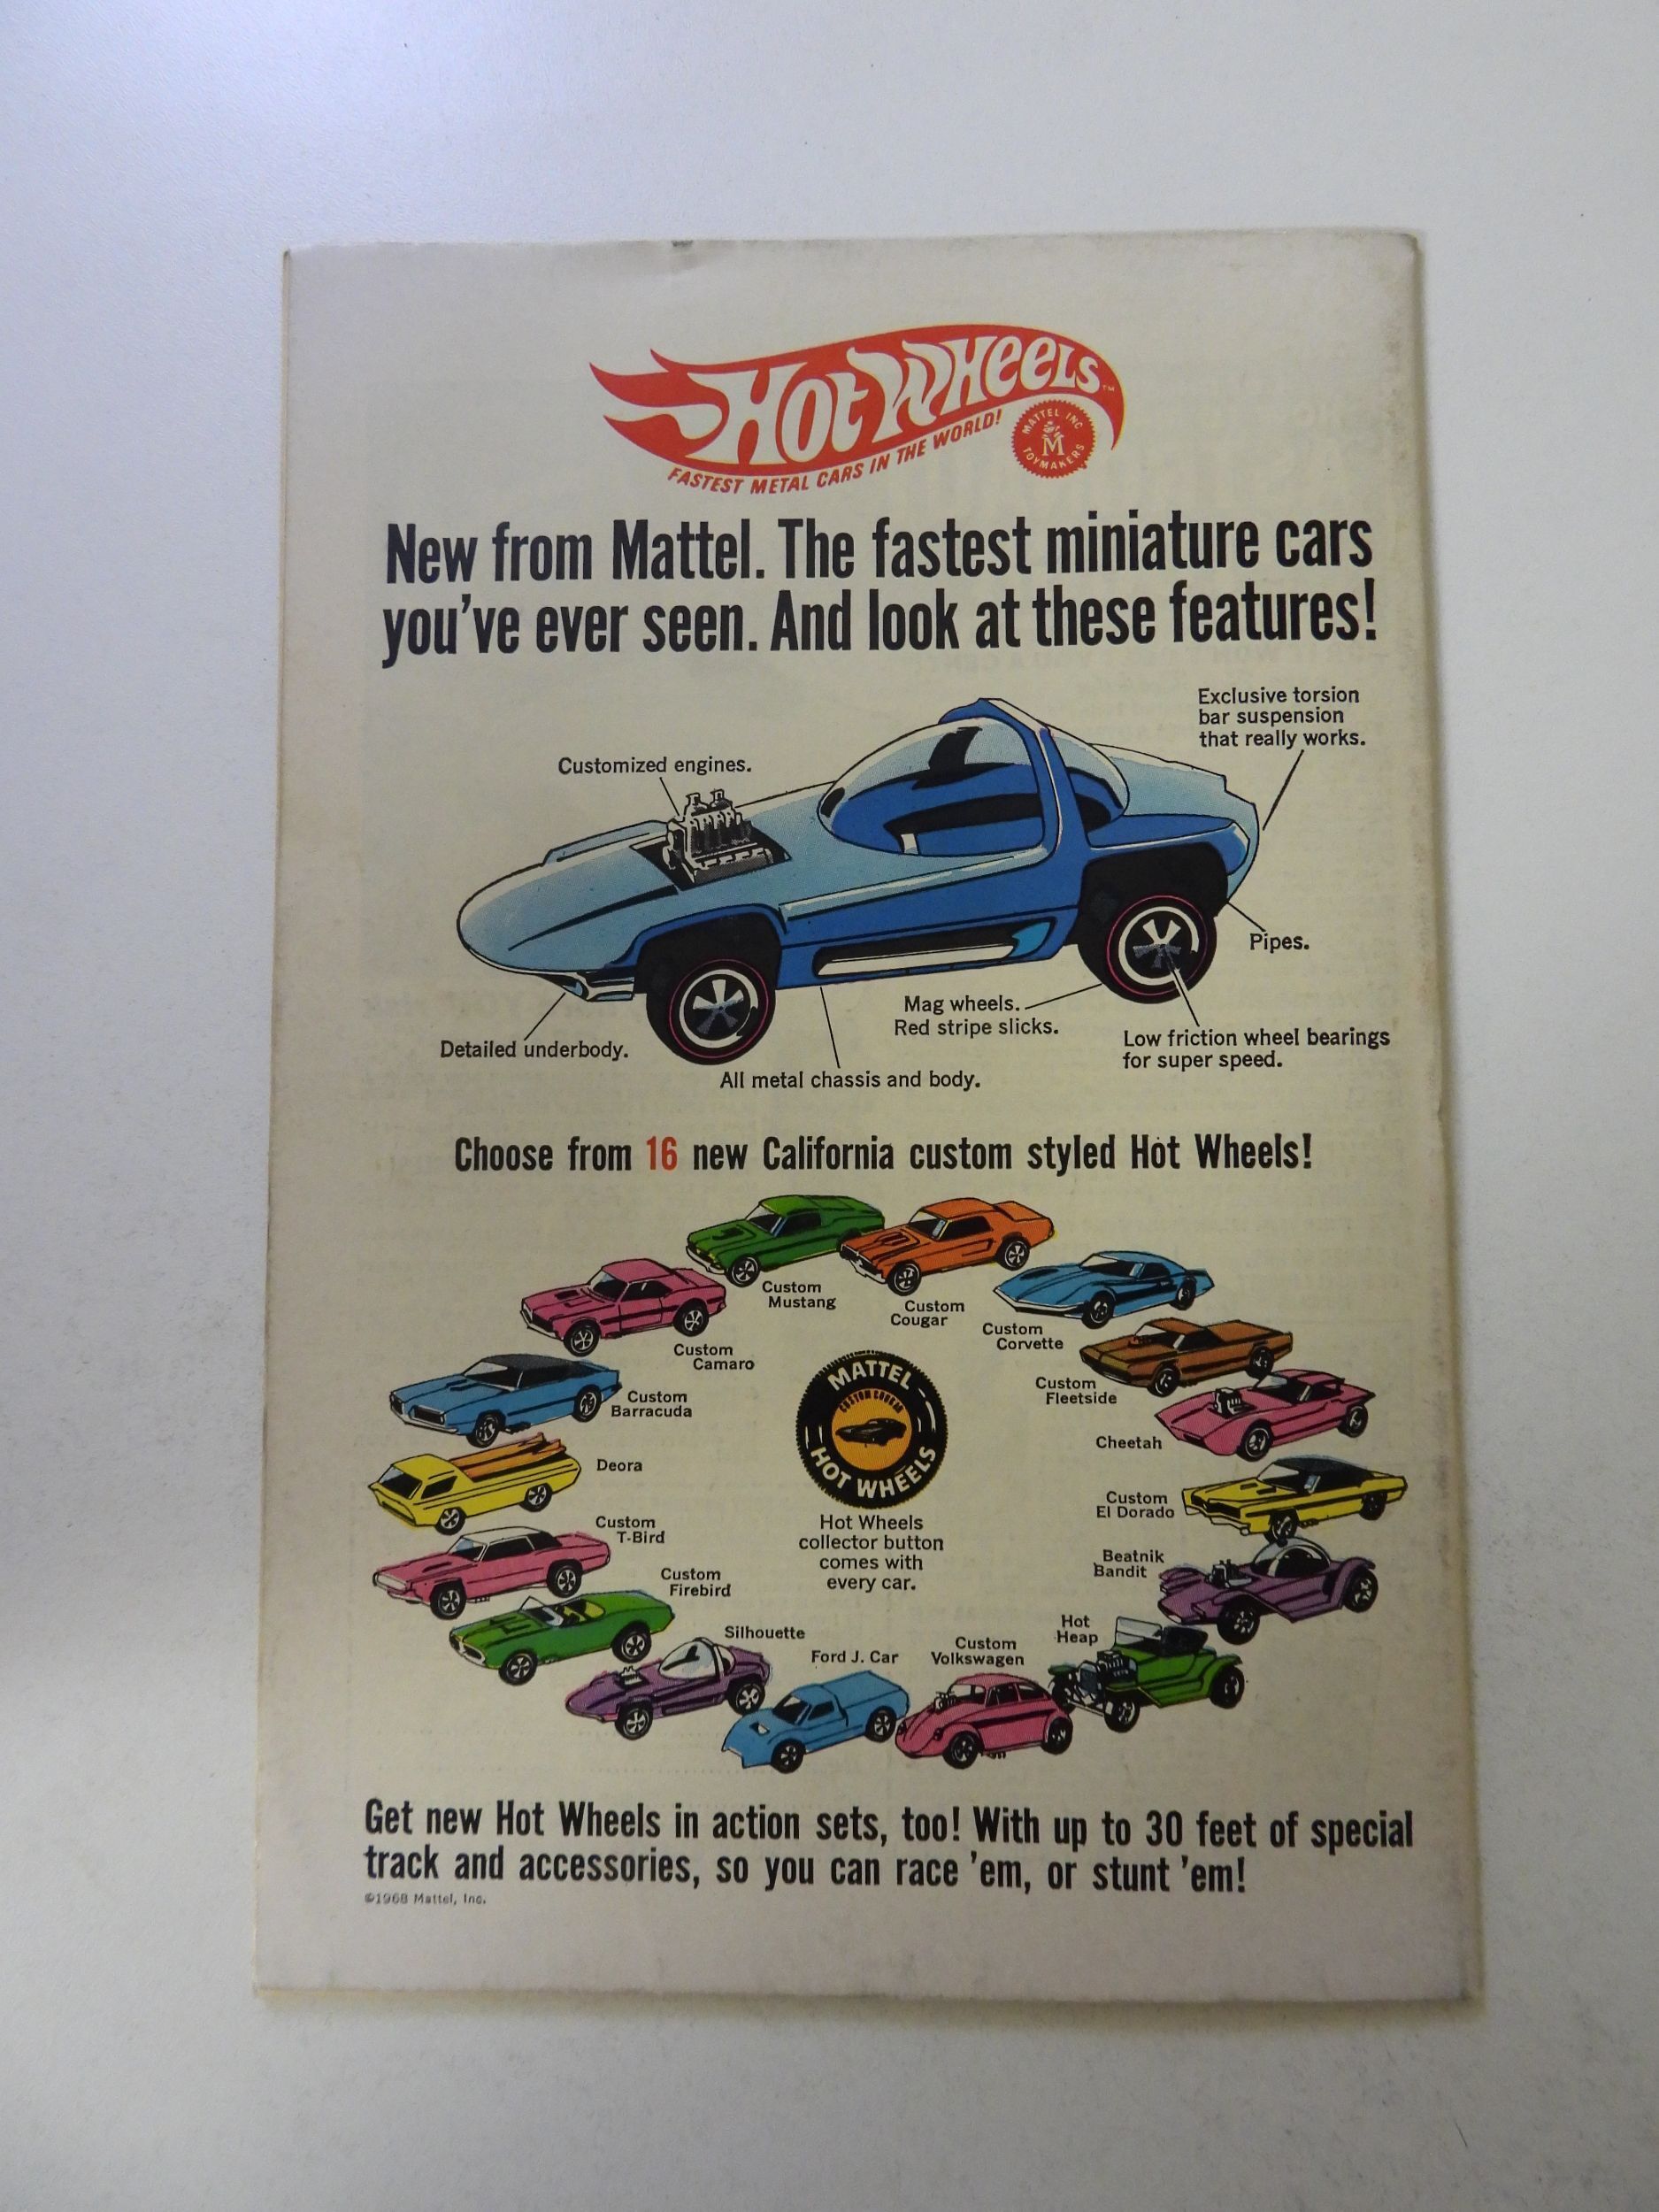 HOT WHEELS™
FASTEST METAL CARS IN THE WORLD!
MATTEL INC
M
TOYMAKERS
New from Mattel. The fastest miniature cars
you've ever seen. And look at these features!
Exclusive torsion
bar suspension
that really works.
Customized engines.
Pipes.
Mag wheels.
Red stripe slicks.
Low friction wheel bearings
for super speed.
Detailed underbody.
All metal chassis and body.
Choose from 16 new California custom styled Hot Wheels!
Custom
Mustang
Custom
Cougar
Custom
Corvette
Custom
Camaro
Custom
Fleetside
Custom
Barracuda
Cheetah
Deora
Custom
El Dorado
Custom
T-Bird
Beatnik
Bandit
Custom
Firebird
Hot
Heap
Silhouette
Ford J. Car
Custom
Volkswagen
MATTEL
CUSTOM COUGAR
HOT WHEELS
Hot Wheels
collector button
comes with
every car.
Get new Hot Wheels in action sets, too! With up to 30 feet of special
track and accessories, so you can race 'em, or stunt 'em!
©1968 Mattel, Inc.